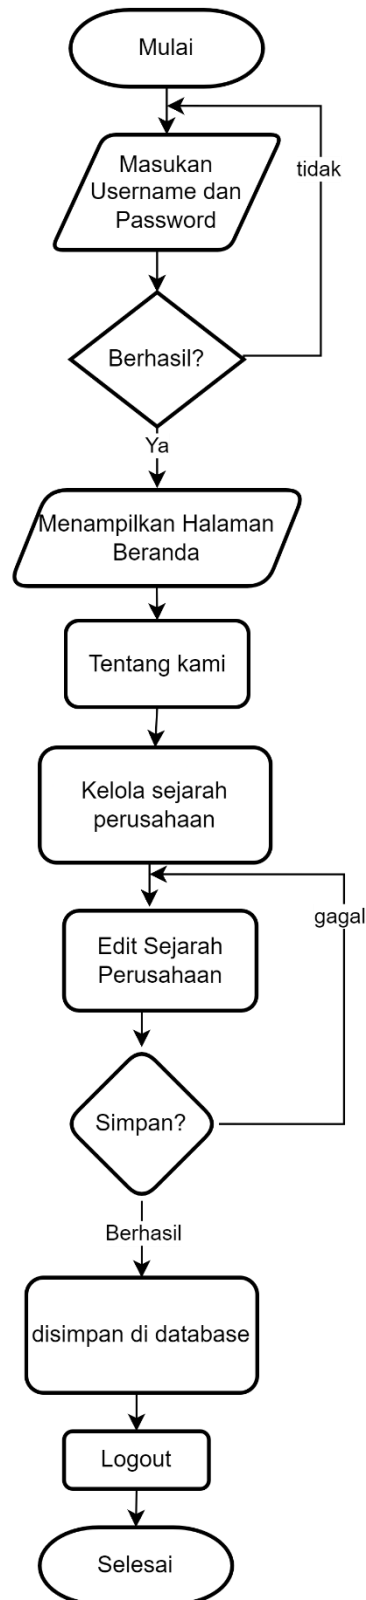 Mulai
tidak
Masukan
Username dan
Password
Berhasil?
Ya
Menampilkan Halaman
Beranda
Tentang kami
Kelola sejarah
perusahaan
gagal
Edit Sejarah
Perusahaan
Simpan?
Berhasil
disimpan di database
Logout
Selesai